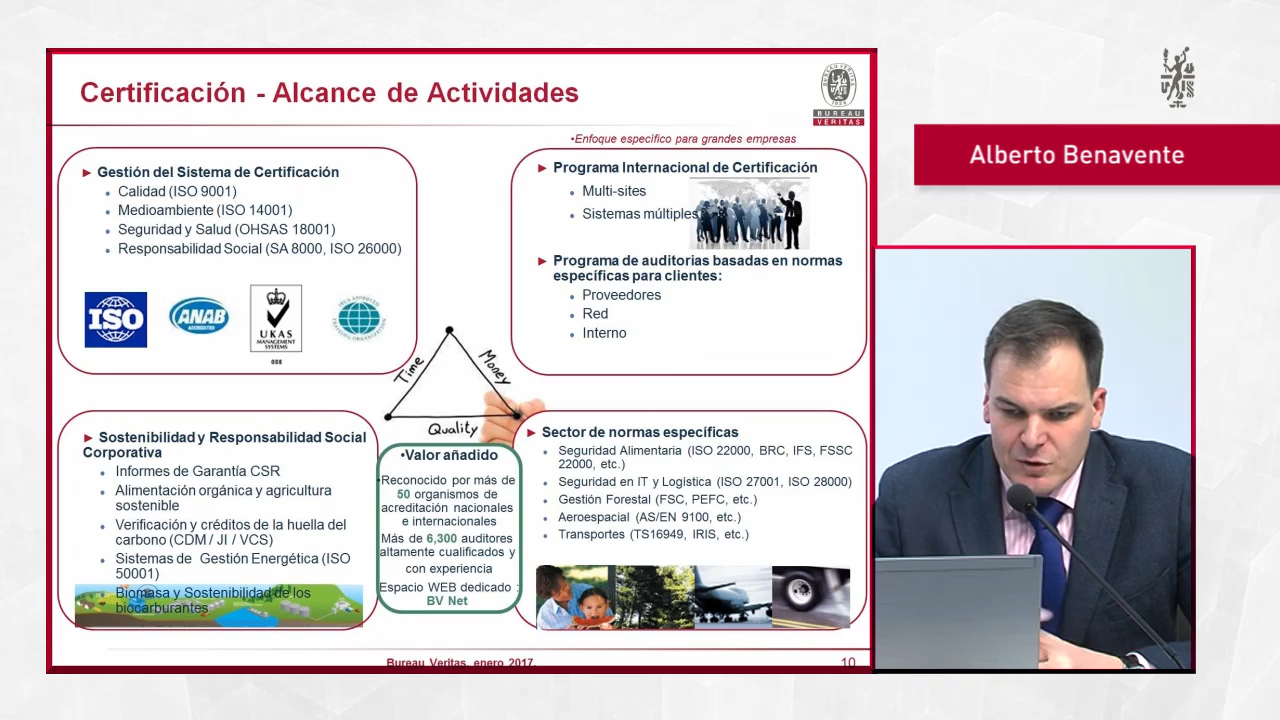 Certificación - Alcance de Actividades
BUREAU VERITAS
1828
BUREAU
VERITAS
Alberto Benavente
•Enfoque especifico para grandes empresas
► Gestión del Sistema de Certificación
• Calidad (ISO 9001)
• Medioambiente (ISO 14001)
• Seguridad y Salud (OHSAS 18001)
• Responsabilidad Social (SA 8000, ISO 26000)
ISO
ANAB
ACCREDITED
UKAS
MANAGEMENT
SYSTEMS
008
► Programa Internacional de Certificación
• Multi-sites
• Sistemas múltiples
► Programa de auditorias basadas en normas
específicas para clientes:
• Proveedores
• Red
• Interno
Time
Money
Quality
► Sostenibilidad y Responsabilidad Social
Corporativa
• Informes de Garantía CSR
• Alimentación orgánica y agricultura
sostenible
• Verificación y créditos de la huella del
carbono (CDM / JI / VCS)
• Sistemas de Gestión Energética (ISO
50001)
Biomasa y Sostenibilidad de los
biocarburantes
•Valor añadido
•Reconocido por más de
50 organismos de
acreditación nacionales
e internacionales
Más de 6,300 auditores
altamente cualificados y
con experiencia
Espacio WEB dedicado :
BV Net
► Sector de normas específicas
• Seguridad Alimentaria (ISO 22000, BRC, IFS, FSSC
22000, etc.)
• Seguridad en IT y Logística (ISO 27001, ISO 28000)
• Gestión Forestal (FSC, PEFC, etc.)
• Aeroespacial (AS/EN 9100, etc.)
• Transportes (TS16949, IRIS, etc.)
Bureau Veritas, enero 2017.
10